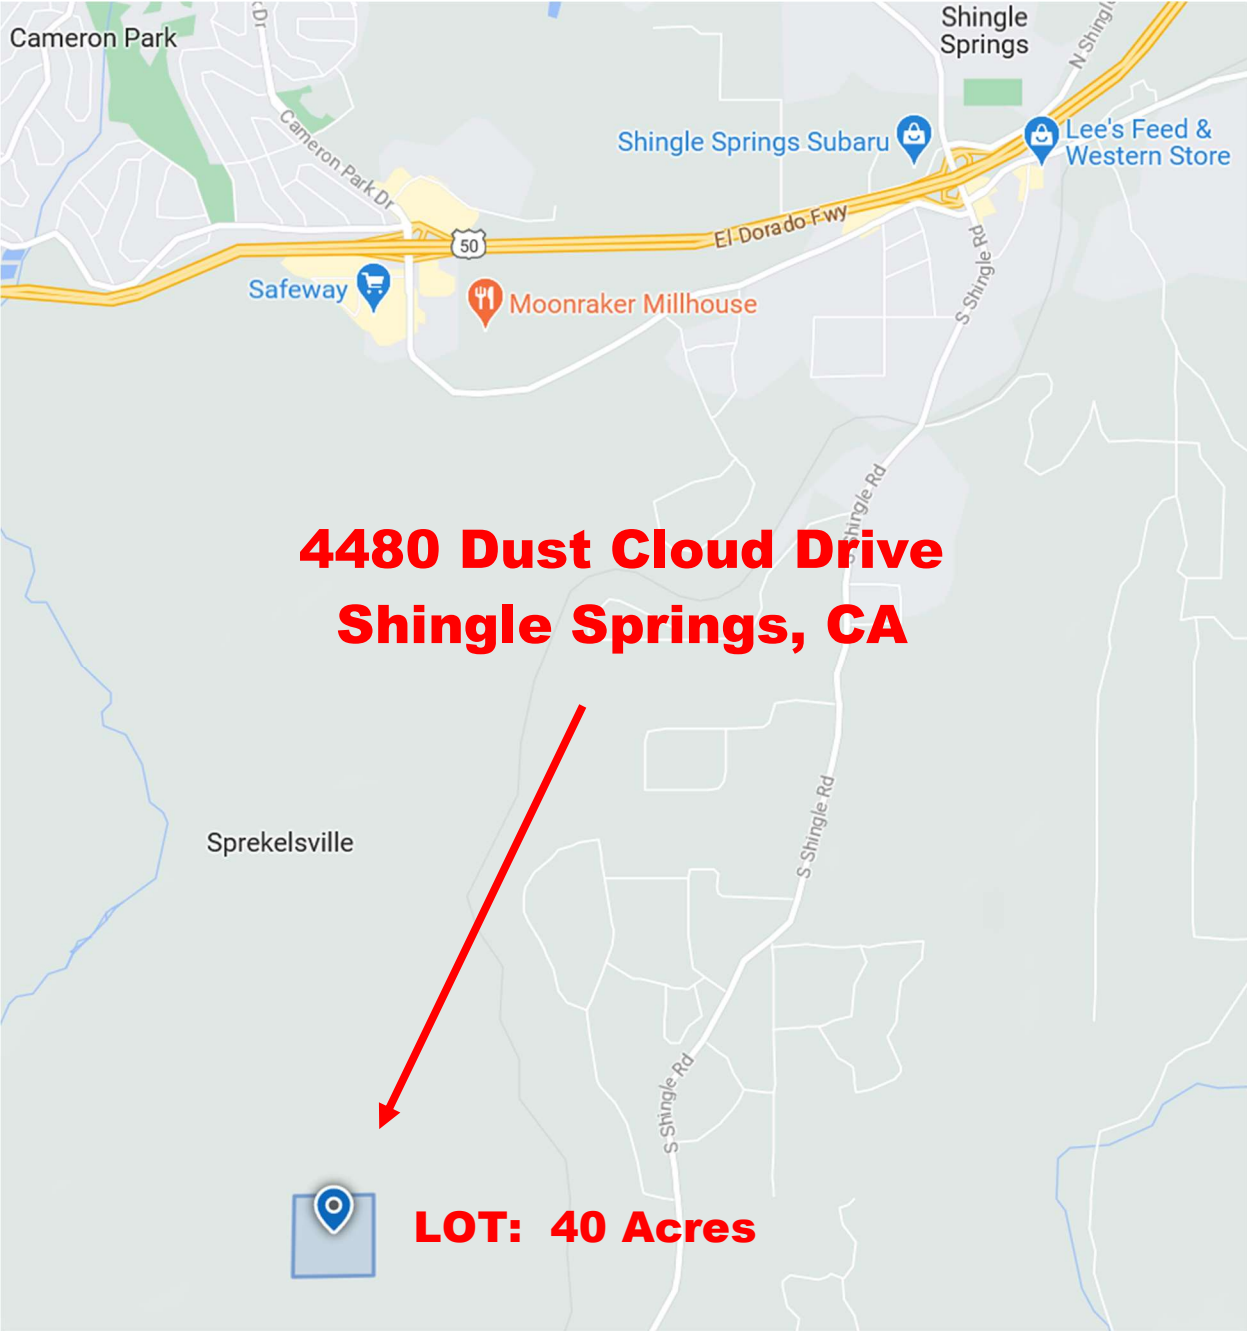 Cameron Park
Shingle
Springs
Dr
N Shingle
Cameron Park Dr
Shingle Springs Subaru
Lee's Feed &
Western Store
El Dorado Fwy
50
S Shingle Rd
Safeway
Moonraker Millhouse
S Shingle Rd
4480 Dust Cloud Drive
Shingle Springs, CA
S Shingle Rd
Sprekelsville
S Shingle Rd
LOT: 40 Acres